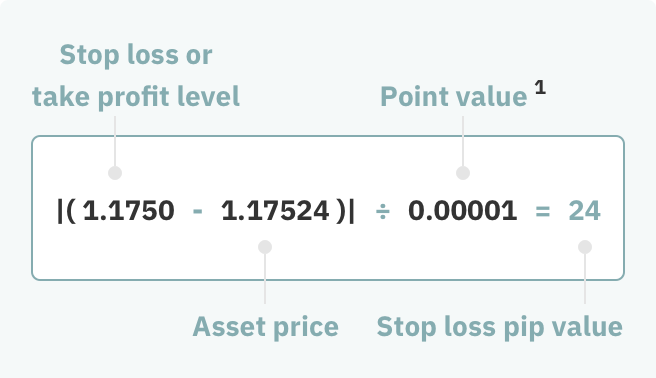 Stop loss or
take profit level
Point value 1
|( 1.1750 - 1.17524 )| ÷ 0.00001 = 24
Asset price
Stop loss pip value